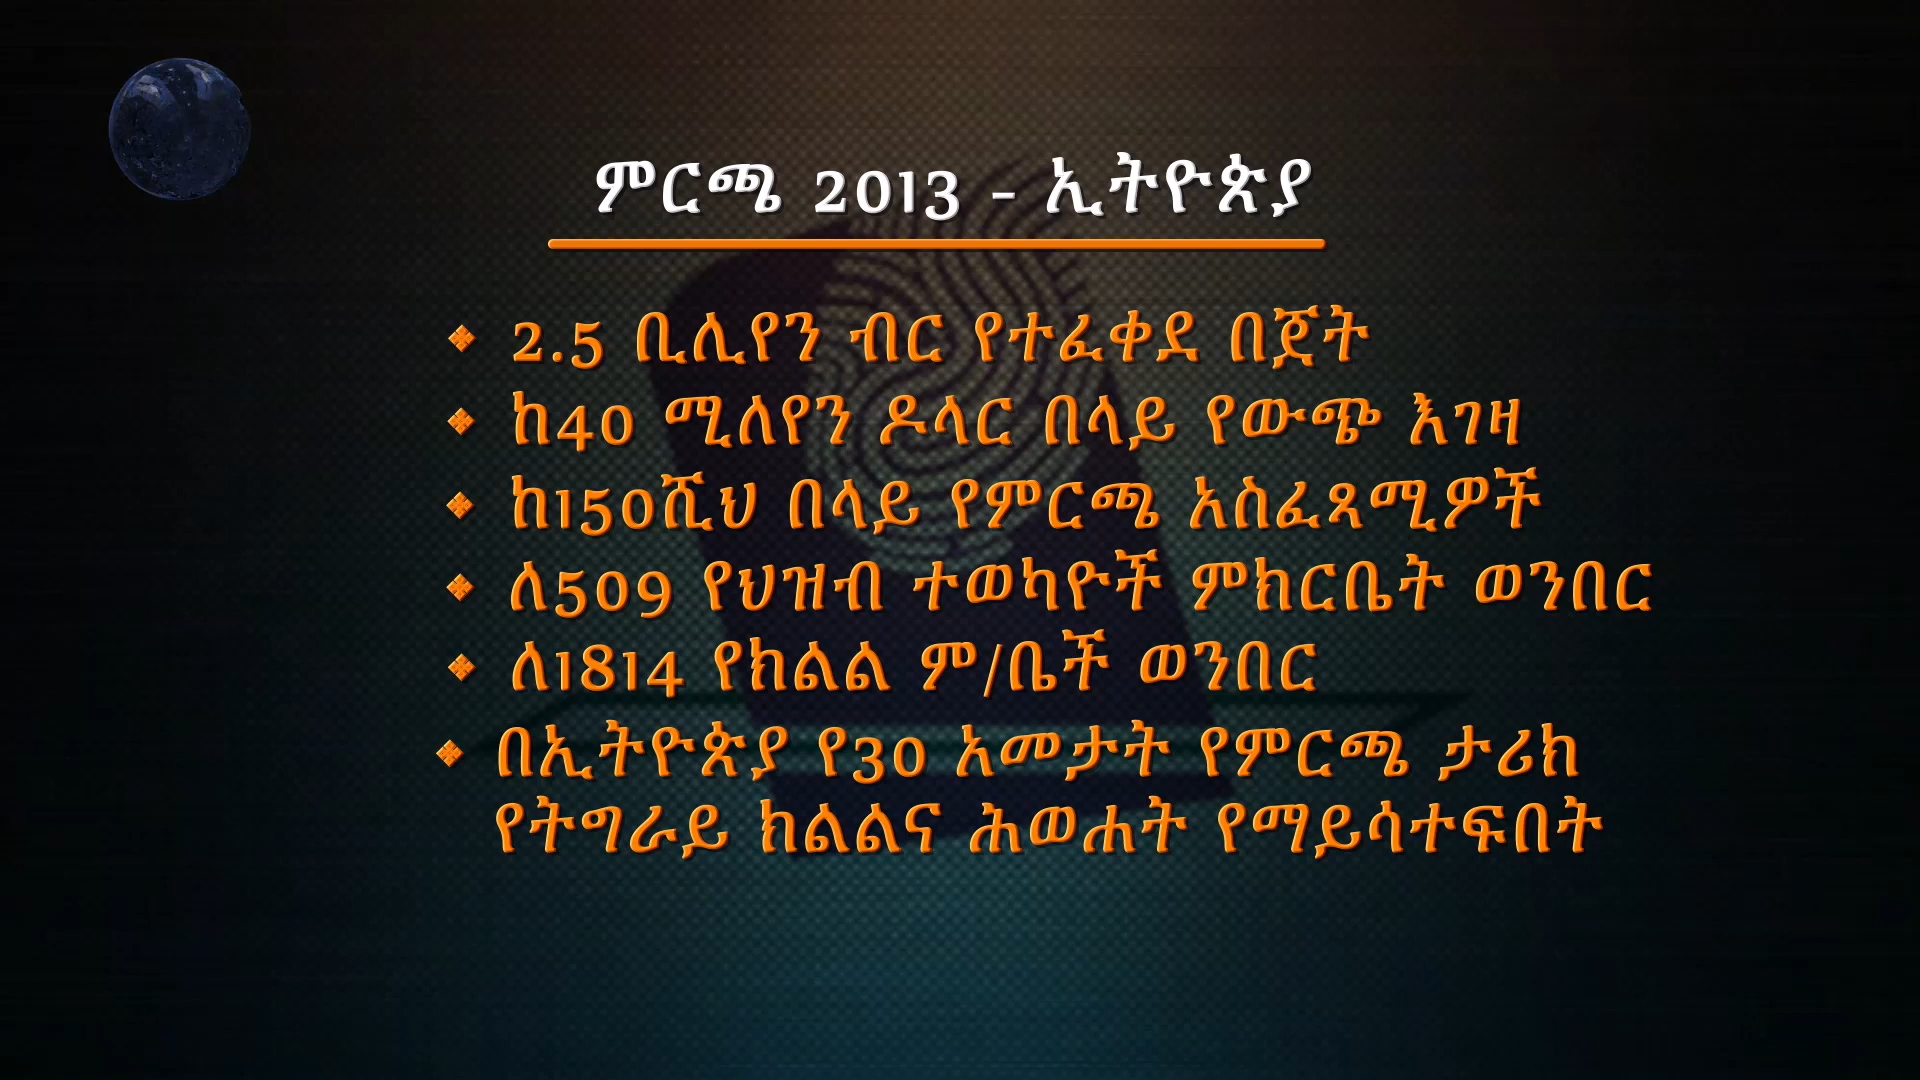 ምርጫ 2013 - ኢትዮጵያ
❖ 2.5 ቢሊየን ብር የተፈቀደ በጀት
❖ ከ40 ሚለየን ዶላር በላይ የውጭ እገዛ
❖ ከ150ሺህ በላይ የምርጫ አስፈጻሚዎች
❖ ለ509 የህዝብ ተወካዮች ምክርቤት ወንበር
❖ ለ1814 የክልል ም/ቤች ወንበር
❖ በኢትዮጵያ የ30 አመታት የምርጫ ታሪክ
የትግራይ ክልልና ሕወሐት የማይሳተፍበት